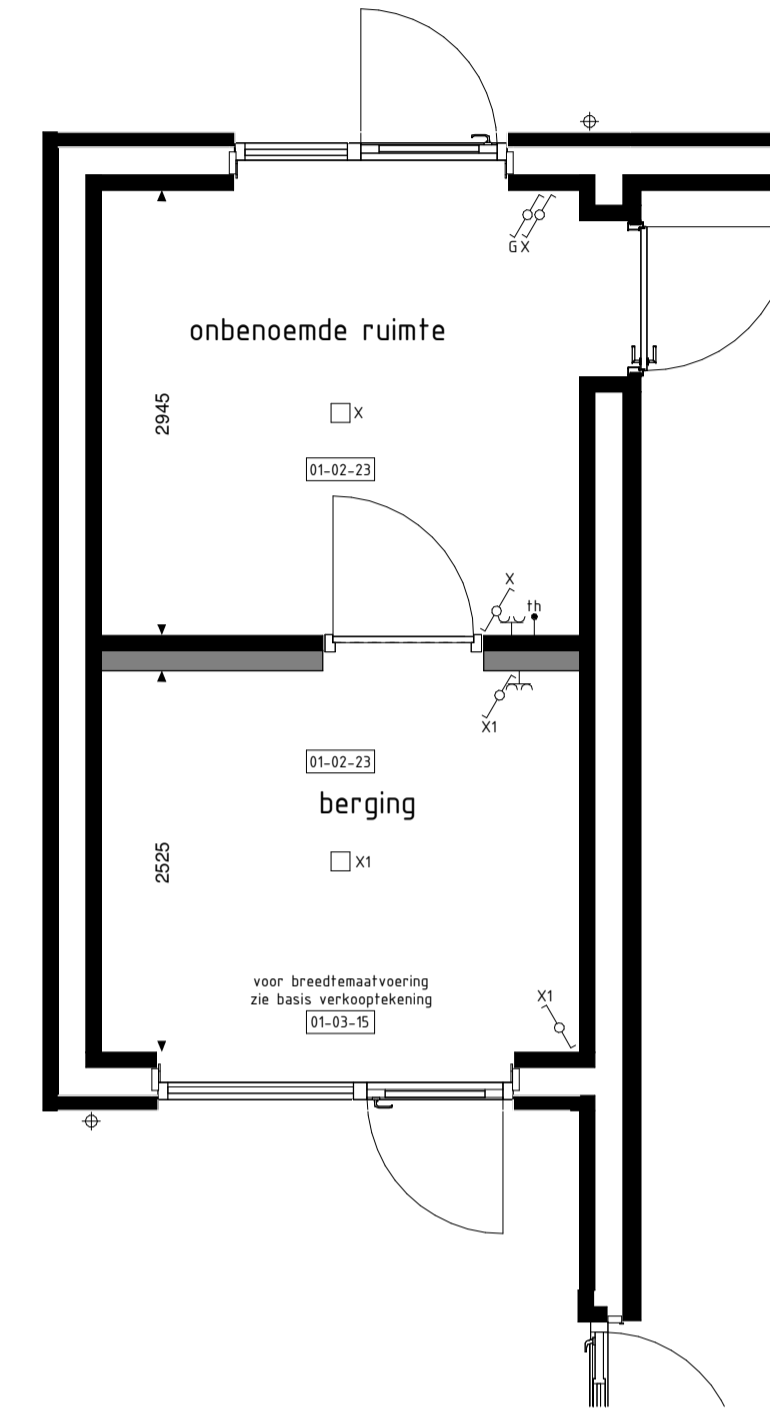 G X
onbenoemde ruimte
2945
X
01-02-23
X
th
X1
01-02-23
berging
2525
X1
voor breedtemaatvoering
zie basis verkooptekening
01-03-15
X1